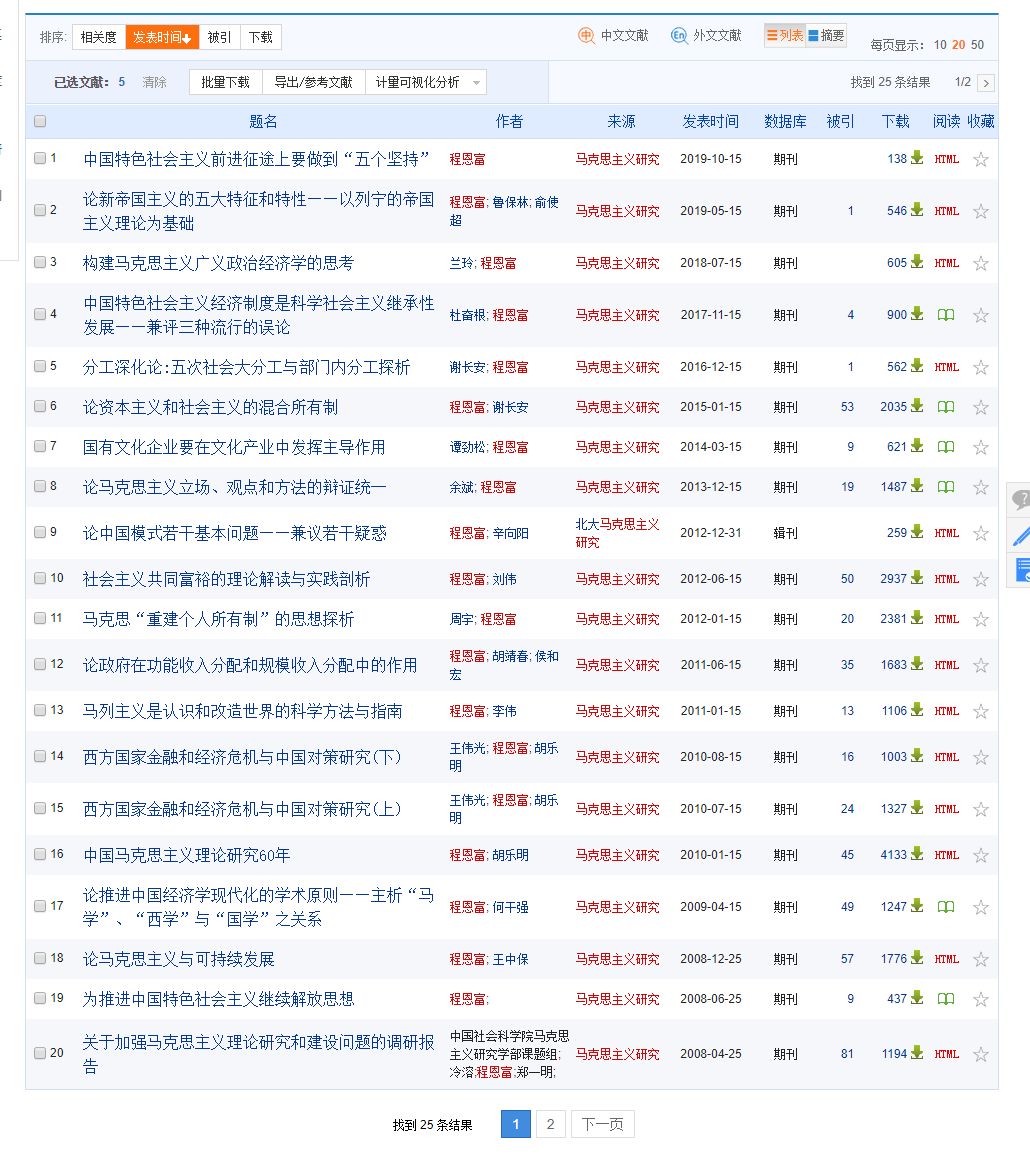 排序: 相关度 发表时间 被引 下载 中文文献 外文文献 列表 摘要 每页显示: 10 20 50
已选文献: 5 清除 批量下载 导出/参考文献 计量可视化分析 找到 25 条结果 1/2
题名 作者 来源 发表时间 数据库 被引 下载 阅读 收藏
1 中国特色社会主义前进征途上要做到“五个坚持” 程恩富 马克思主义研究 2019-10-15 期刊 138 HTML
2 论新帝国主义的五大特征和特性——以列宁的帝国
主义理论为基础 程恩富; 鲁保林; 俞使
超 马克思主义研究 2019-05-15 期刊 1 546 HTML
3 构建马克思主义广义政治经济学的思考 兰玲; 程恩富 马克思主义研究 2018-07-15 期刊 605 HTML
4 中国特色社会主义经济制度是科学社会主义继承性
发展——兼评三种流行的误论 杜奋根; 程恩富 马克思主义研究 2017-11-15 期刊 4 900
5 分工深化论:五次社会大分工与部门内分工探析 谢长安; 程恩富 马克思主义研究 2016-12-15 期刊 1 562 HTML
6 论资本主义和社会主义的混合所有制 程恩富; 谢长安 马克思主义研究 2015-01-15 期刊 53 2035
7 国有文化企业要在文化产业中发挥主导作用 谭劲松; 程恩富 马克思主义研究 2014-03-15 期刊 9 621
8 论马克思主义立场、观点和方法的辩证统一 余斌; 程恩富 马克思主义研究 2013-12-15 期刊 19 1487
9 论中国模式若干基本问题——兼议若干疑惑 程恩富; 辛向阳 北大马克思主义
研究 2012-12-31 辑刊 259 HTML
10 社会主义共同富裕的理论解读与实践剖析 程恩富; 刘伟 马克思主义研究 2012-06-15 期刊 50 2937 HTML
11 马克思“重建个人所有制”的思想探析 周宇; 程恩富 马克思主义研究 2012-01-15 期刊 20 2381 HTML
12 论政府在功能收入分配和规模收入分配中的作用 程恩富; 胡靖春; 侯和
宏 马克思主义研究 2011-06-15 期刊 35 1683 HTML
13 马列主义是认识和改造世界的科学方法与指南 程恩富; 李伟 马克思主义研究 2011-01-15 期刊 13 1106 HTML
14 西方国家金融和经济危机与中国对策研究(下) 王伟光; 程恩富; 胡乐
明 马克思主义研究 2010-08-15 期刊 16 1003 HTML
15 西方国家金融和经济危机与中国对策研究(上) 王伟光; 程恩富; 胡乐
明 马克思主义研究 2010-07-15 期刊 24 1327 HTML
16 中国马克思主义理论研究60年 程恩富; 胡乐明 马克思主义研究 2010-01-15 期刊 45 4133 HTML
17 论推进中国经济学现代化的学术原则——主析“马
学”、“西学”与“国学”之关系 程恩富; 何干强 马克思主义研究 2009-04-15 期刊 49 1247
18 论马克思主义与可持续发展 程恩富; 王中保 马克思主义研究 2008-12-25 期刊 57 1776 HTML
19 为推进中国特色社会主义继续解放思想 程恩富; 马克思主义研究 2008-06-25 期刊 9 437
20 关于加强马克思主义理论研究和建设问题的调研报
告 中国社会科学院马克思
主义研究学部课题组;
冷溶;程恩富;郑一明; 马克思主义研究 2008-04-25 期刊 81 1194 HTML
找到 25 条结果 1 2 下一页